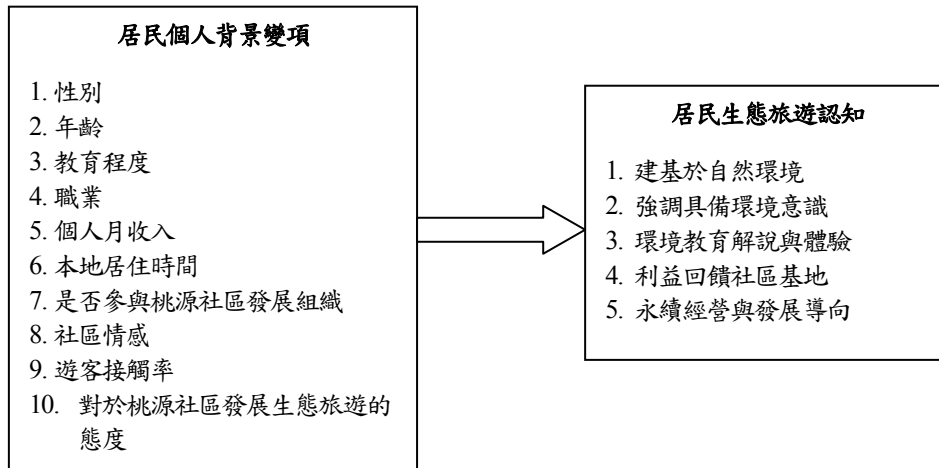 居民個人背景變項
1. 性別
2. 年齡
3. 教育程度
4. 職業
5. 個人月收入
6. 本地居住時間
7. 是否參與桃源社區發展組織
8. 社區情感
9. 遊客接觸率
10. 對於桃源社區發展生態旅遊的
態度
居民生態旅遊認知
1. 建基於自然環境
2. 強調具備環境意識
3. 環境教育解說與體驗
4. 利益回饋社區基地
5. 永續經營與發展導向